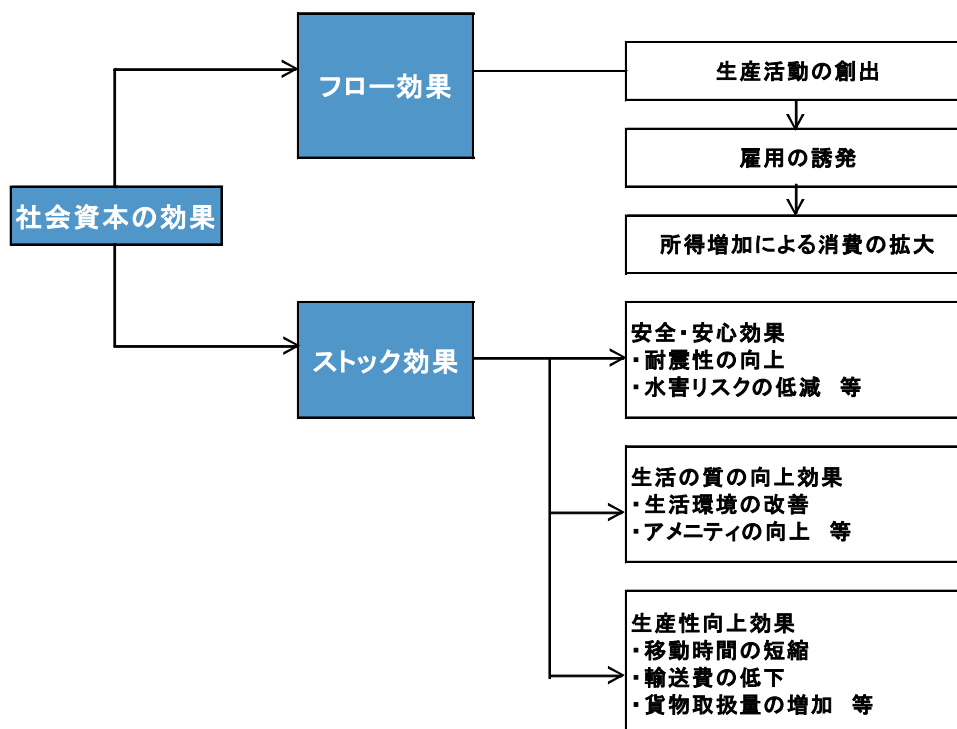 社会資本の効果
フロー効果
生産活動の創出
雇用の誘発
所得増加による消費の拡大
ストック効果
安全・安心効果
・耐震性の向上
・水害リスクの低減　等
生活の質の向上効果
・生活環境の改善
・アメニティの向上　等
生産性向上効果
・移動時間の短縮
・輸送費の低下
・貨物取扱量の増加　等